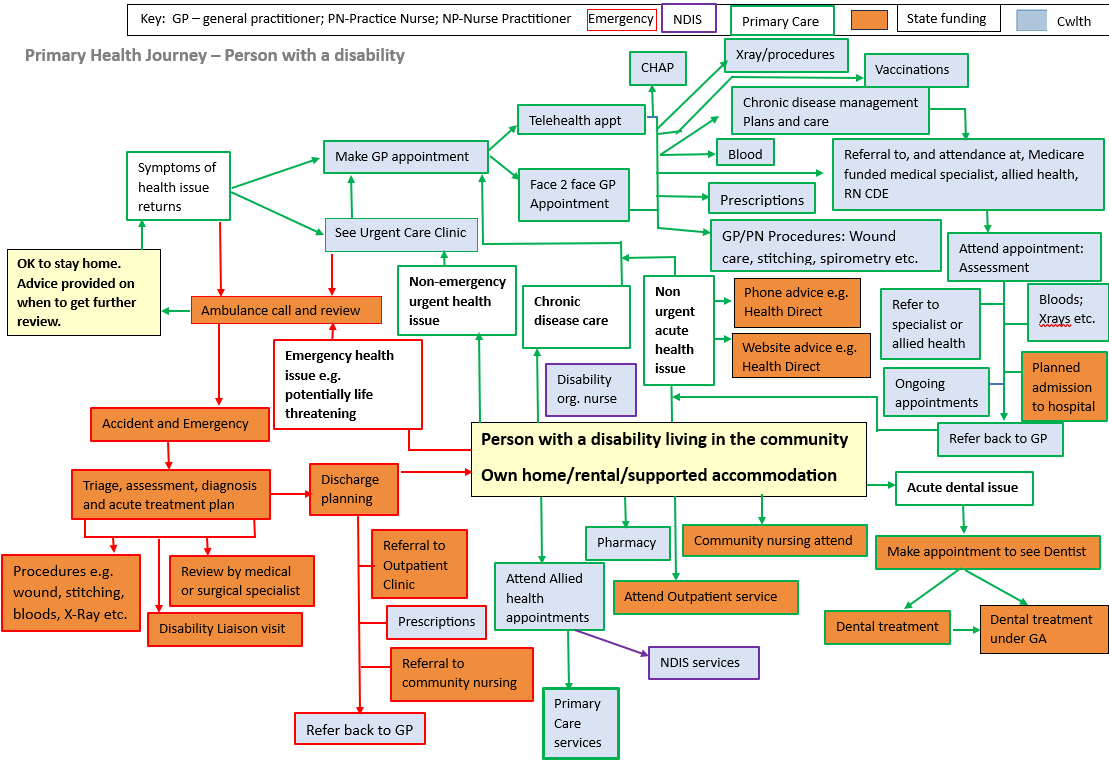 Key: GP – general practitioner; PN-Practice Nurse; NP-Nurse Practitioner
Emergency
NDIS
Primary Care
State funding
Cwlth
Primary Health Journey – Person with a disability
CHAP
Xray/procedures
Vaccinations
Telehealth appt
Chronic disease management
Plans and care
Symptoms of
health issue
returns
Make GP appointment
Blood
Referral to, and attendance at, Medicare
funded medical specialist, allied health,
RN CDE
Face 2 face GP
Appointment
Prescriptions
See Urgent Care Clinic
GP/PN Procedures: Wound
care, stitching, spirometry etc.
Attend appointment:
Assessment
OK to stay home.
Advice provided on
when to get further
review.
Ambulance call and review
Non-emergency
urgent health
issue
Chronic
disease care
Non
urgent
acute
health
issue
Phone advice e.g.
Health Direct
Website advice e.g.
Health Direct
Refer to
specialist or
allied health
Bloods;
Xrays etc.
Emergency health
issue e.g.
potentially life
threatening
Disability
org. nurse
Ongoing
appointments
Planned
admission
to hospital
Accident and Emergency
Person with a disability living in the community
Own home/rental/supported accommodation
Refer back to GP
Triage, assessment, diagnosis
and acute treatment plan
Discharge
planning
Acute dental issue
Procedures e.g.
wound, stitching,
bloods, X-Ray etc.
Review by medical
or surgical specialist
Disability Liaison visit
Referral to
Outpatient
Clinic
Prescriptions
Referral to
community nursing
Refer back to GP
Pharmacy
Community nursing attend
Make appointment to see Dentist
Attend Allied
health
appointments
Attend Outpatient service
Dental treatment
Dental treatment
under GA
NDIS services
Primary
Care
services